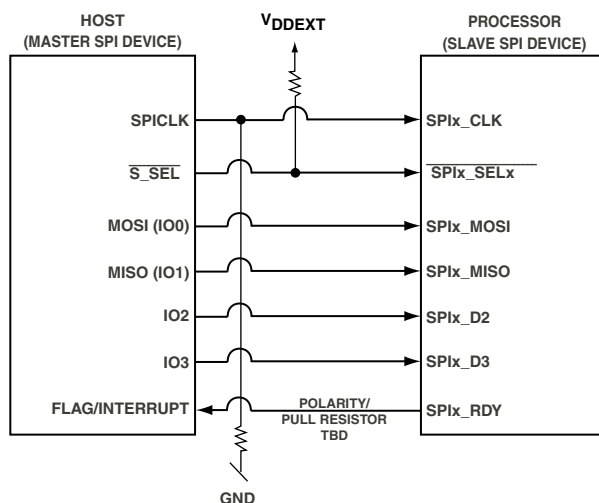 HOST
(MASTER SPI DEVICE)
VDDEXT
PROCESSOR
(SLAVE SPI DEVICE)
SPICLK
SPIx_CLK
S_SEL
SPIx_SELx
MOSI (IO0)
SPIx_MOSI
MISO (IO1)
SPIx_MISO
IO2
SPIx_D2
IO3
SPIx_D3
FLAG/INTERRUPT
POLARITY/
PULL RESISTOR
TBD
SPIx_RDY
GND